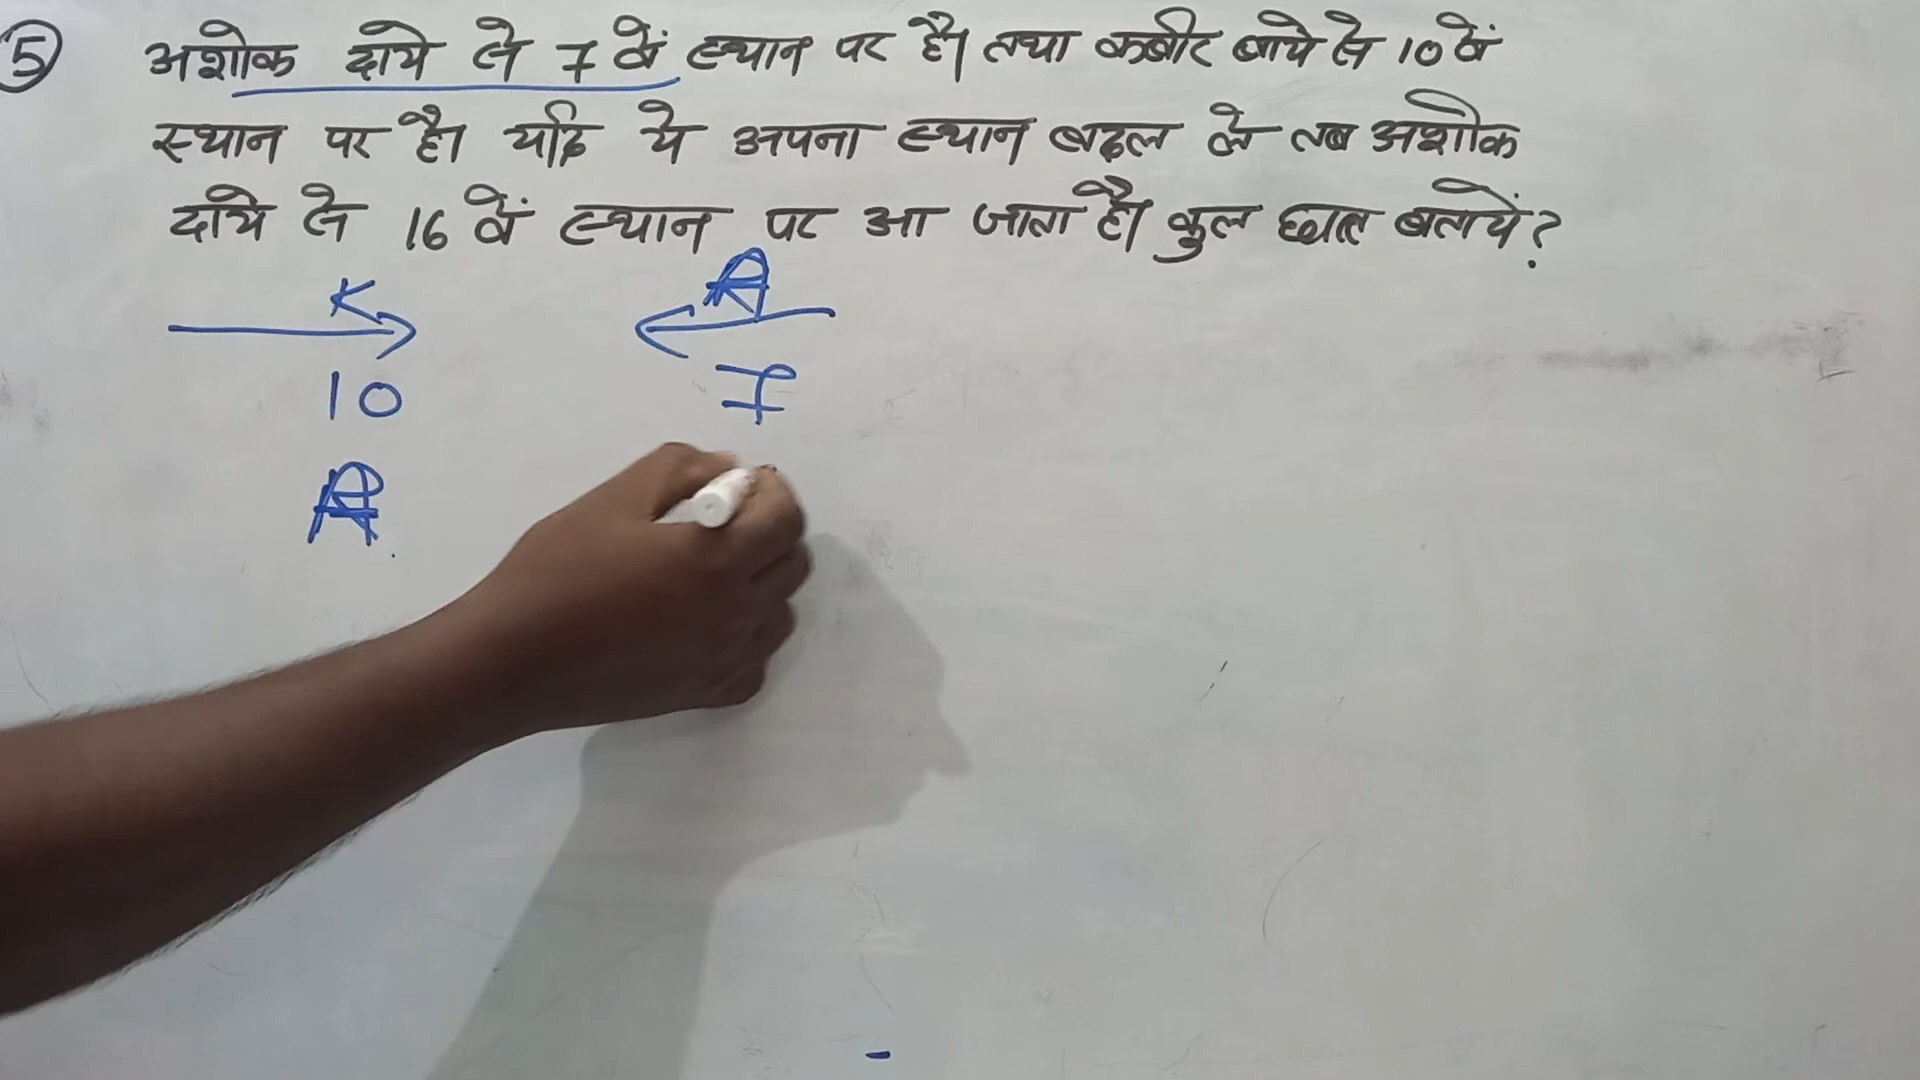 5 अशोक दाये से 7 वें स्थान पर है। तथा कबीर बाये से 10 वें
स्थान पर है। यदि ये अपना स्थान बदल ले तब अशोक
दाये से 16 वें स्थान पर आ जाता है। कुल छात्र बतायें?
K A
10 7
A